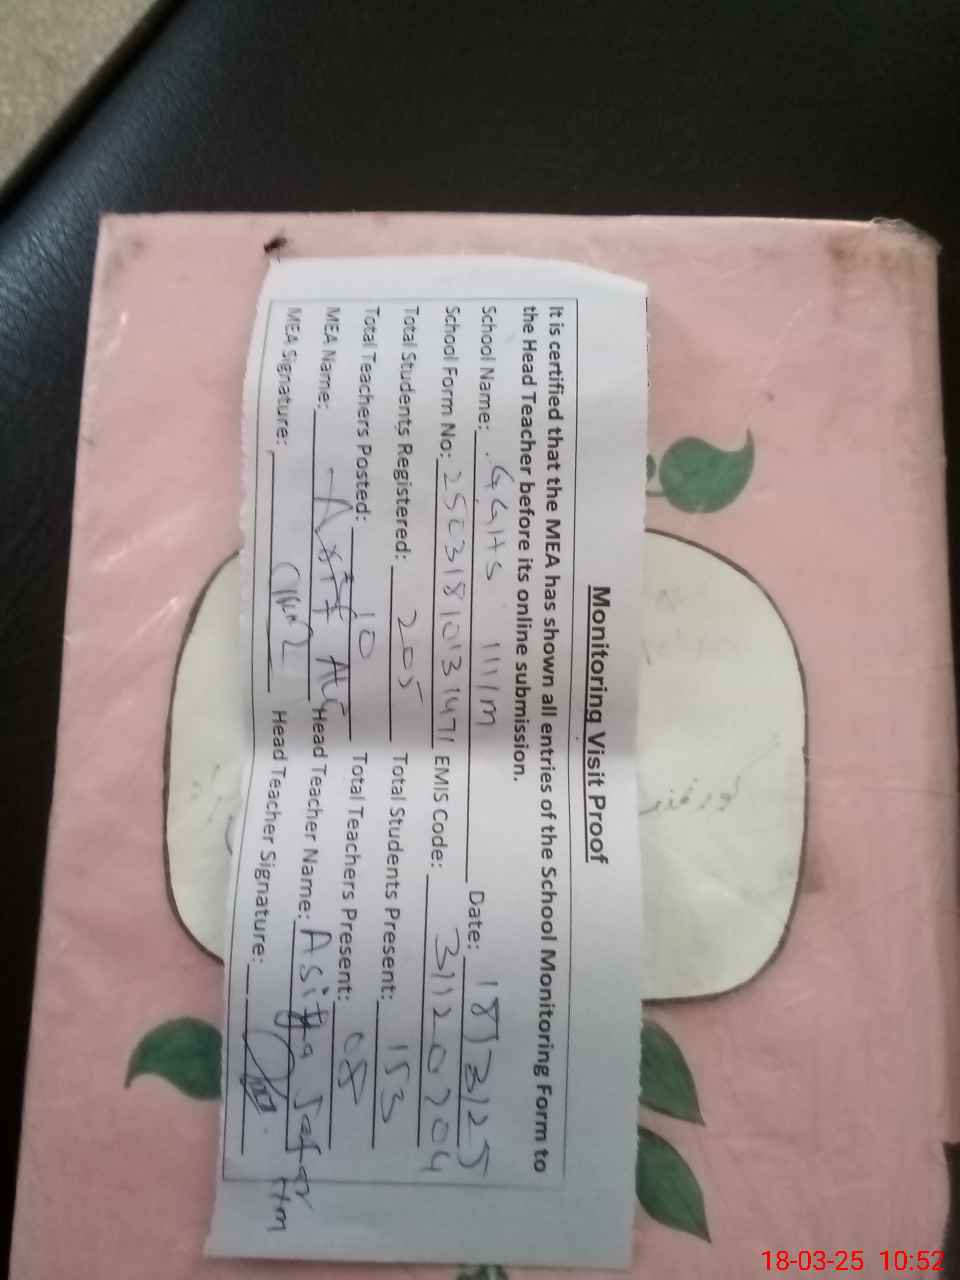 Monitoring Visit Proof
It is certified that the MEA has shown all entries of the School Monitoring Form to
the Head Teacher before its online submission.
School Name: GGHS 111/m Date: 18/3/25
School Form No: EMIS Code: 31120204
Total Students Registered: 205 Total Students Present: 153
Total Teachers Posted: 10 Total Teachers Present: 08
MEA Name: Asif Ali Head Teacher Name: Asifa Safar Hm
MEA Signature: Head Teacher Signature:
18-03-25 10:52